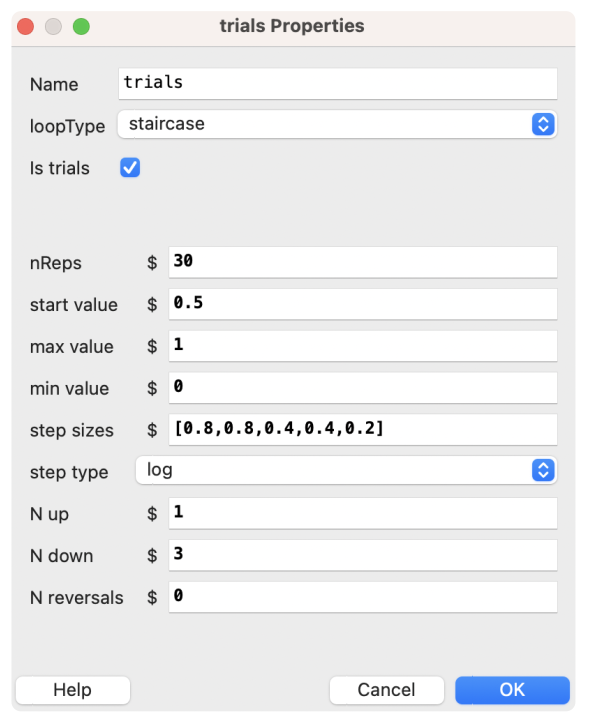 trials Properties
Name trials
loopType staircase
Is trials
nReps $ 30
start value $ 0.5
max value $ 1
min value $ 0
step sizes $ [0.8,0.8,0.4,0.4,0.2]
step type log
N up $ 1
N down $ 3
N reversals $ 0
Help Cancel OK